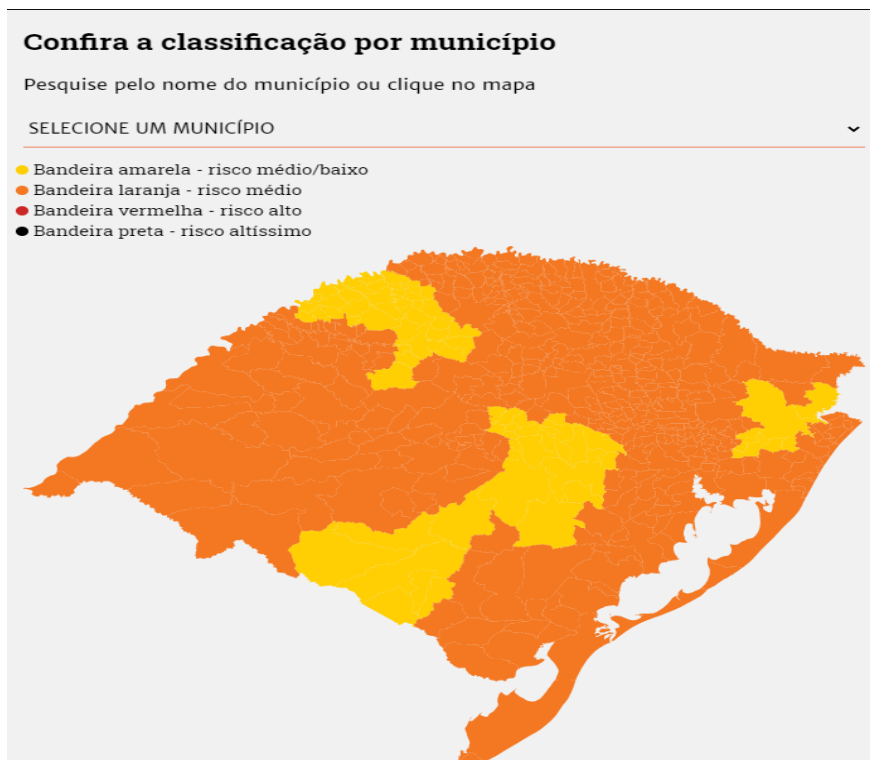 Confira a classificação por município
Pesquise pelo nome do município ou clique no mapa
SELECIONE UM MUNICÍPIO
Bandeira amarela - risco médio/baixo
Bandeira laranja - risco médio
Bandeira vermelha - risco alto
Bandeira preta - risco altíssimo